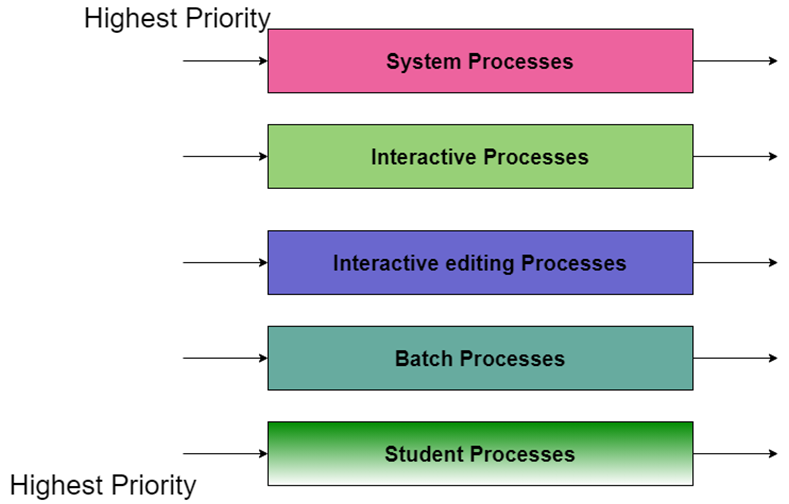 Highest Priority
System Processes
Interactive Processes
Interactive editing Processes
Batch Processes
Student Processes
Highest Priority